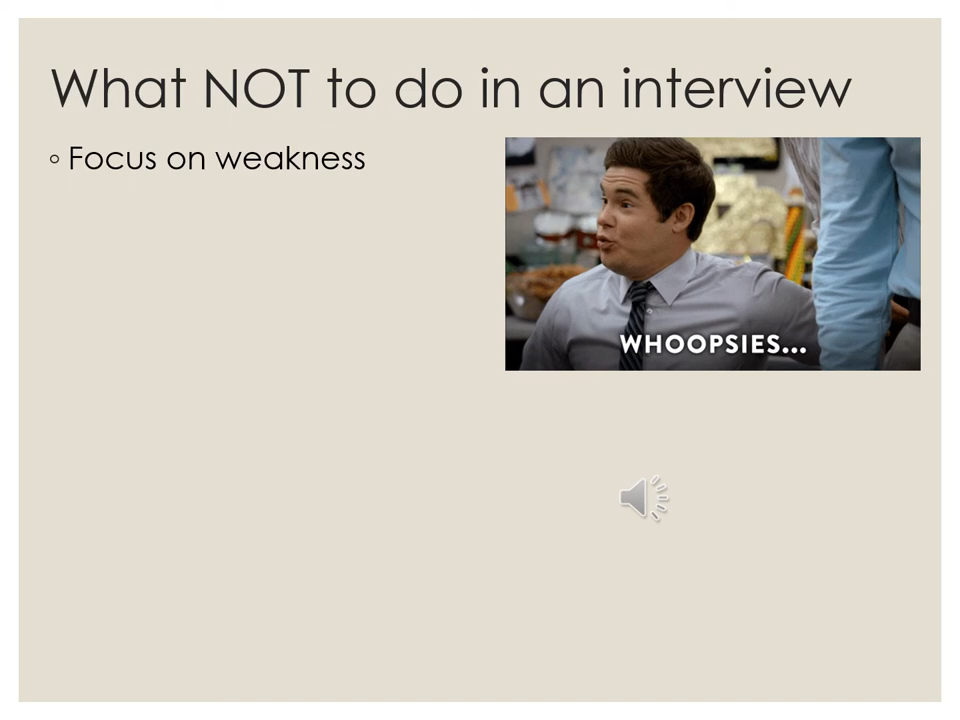 What NOT to do in an interview
◦ Focus on weakness
WHOOPSIES...